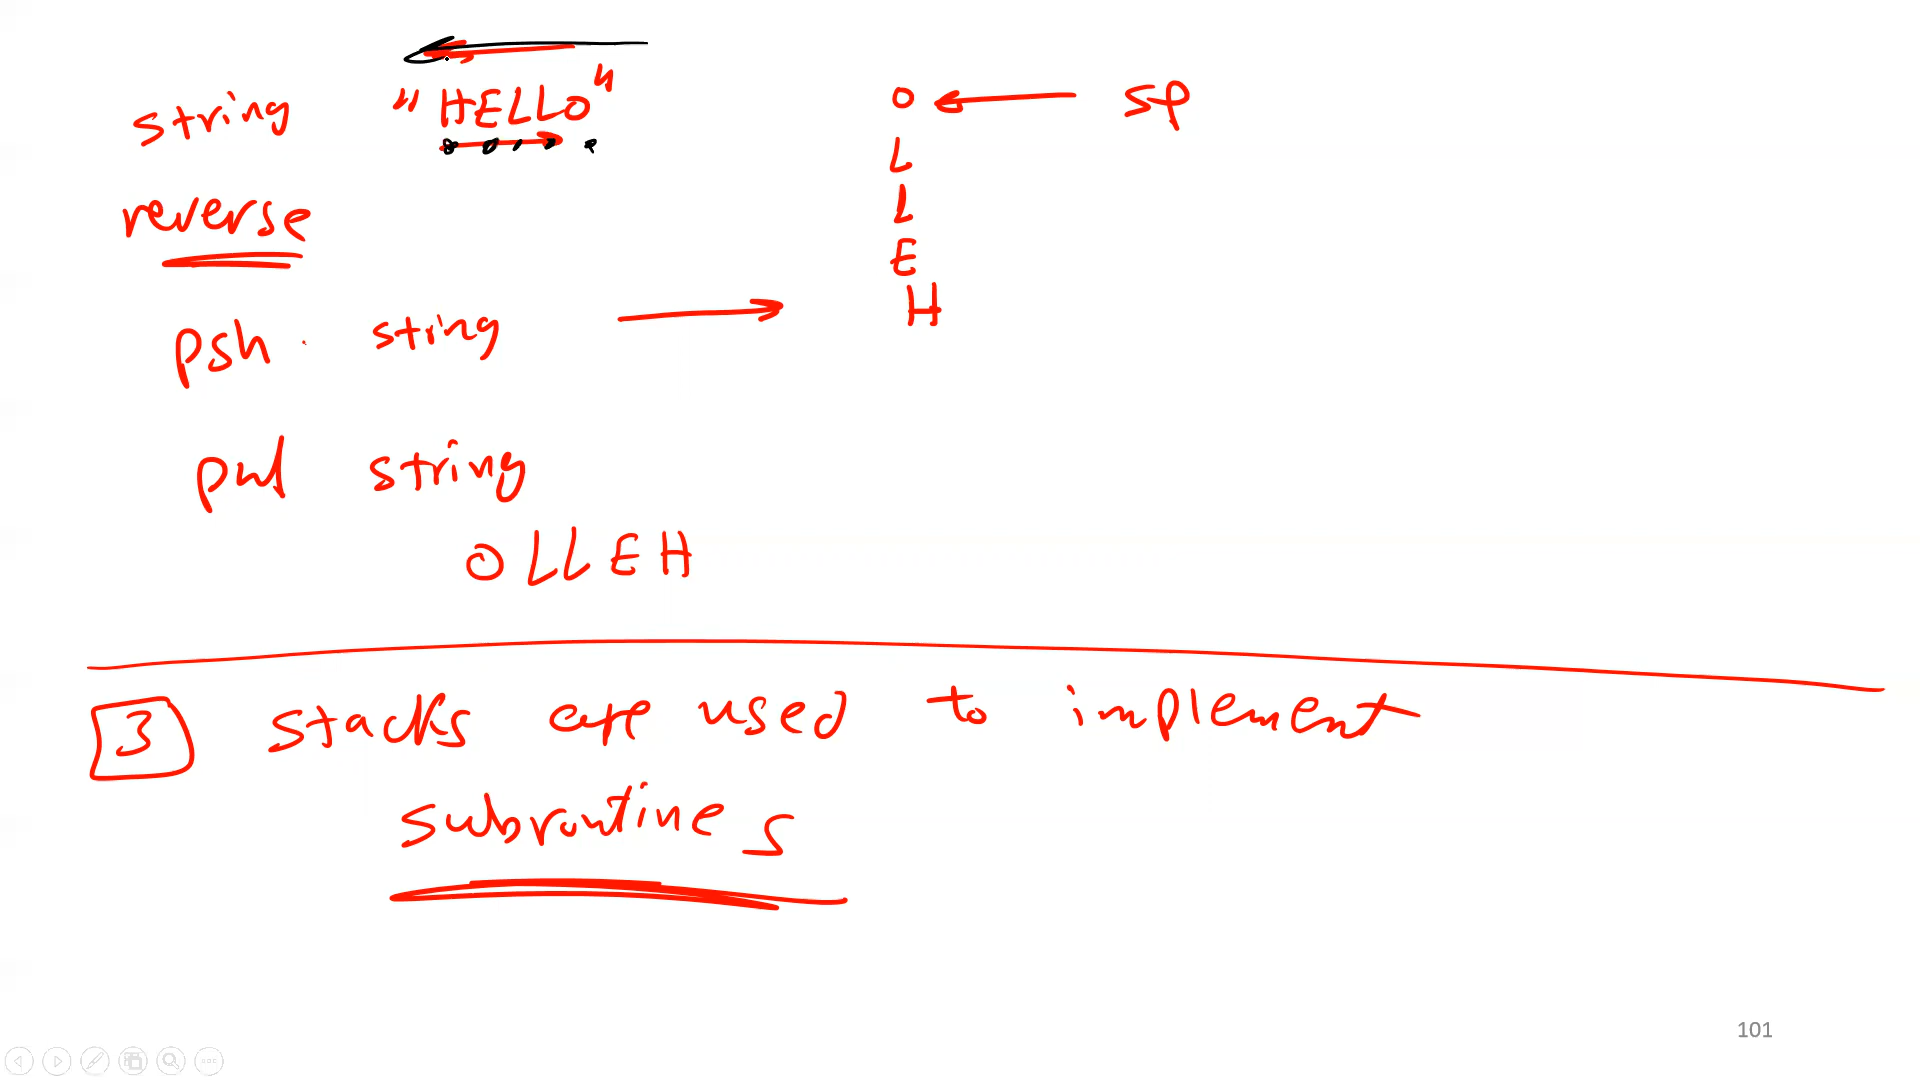 string "HELLO"
reverse
psh string
pul string
OLLEH
O ← SP
L
L
E
H
3 stacks are used to implement
subroutines
101